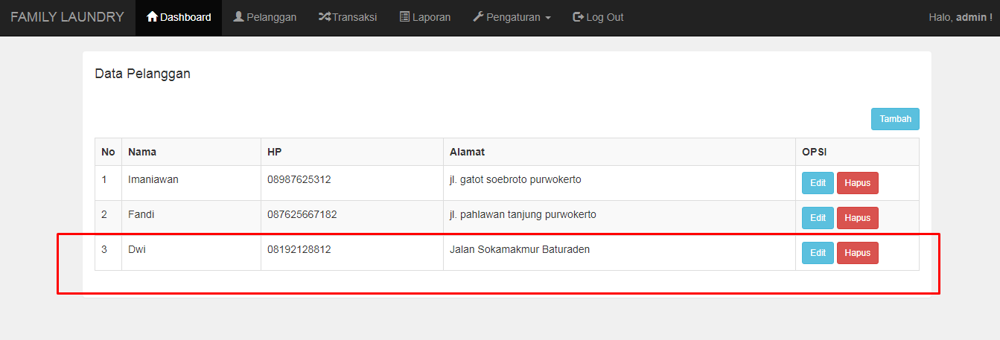 FAMILY LAUNDRY Dashboard Pelanggan Transaksi Laporan Pengaturan Log Out Halo, admin !
Data Pelanggan
Tambah
No Nama HP Alamat OPSI
1 Imaniawan 08987625312 jl. gatot soebroto purwokerto Edit Hapus
2 Fandi 087625667182 jl. pahlawan tanjung purwokerto Edit Hapus
3 Dwi 08192128812 Jalan Sokamakmur Baturaden Edit Hapus